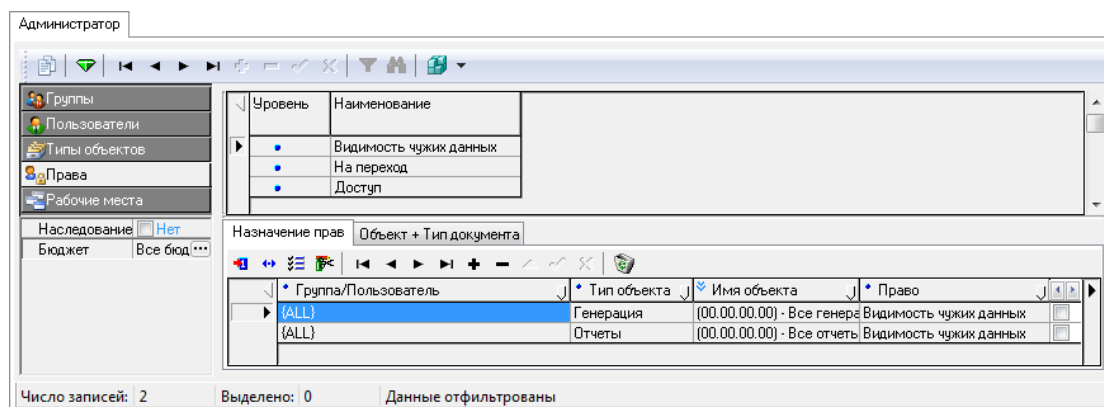 Администратор
Группы
Пользователи
Типы объектов
Права
Рабочие места
Наследование Нет
Бюджет Все бюд...
Уровень Наименование
Видимость чужих данных
На переход
Доступ
Назначение прав Объект + Тип документа
Группа/Пользователь Тип объекта Имя объекта Право
{ALL} Генерация (00.00.00.00) - Все генера Видимость чужих данных
{ALL} Отчеты (00.00.00.00) - Все отчеть Видимость чужих данных
Число записей: 2 Выделено: 0 Данные отфильтрованы